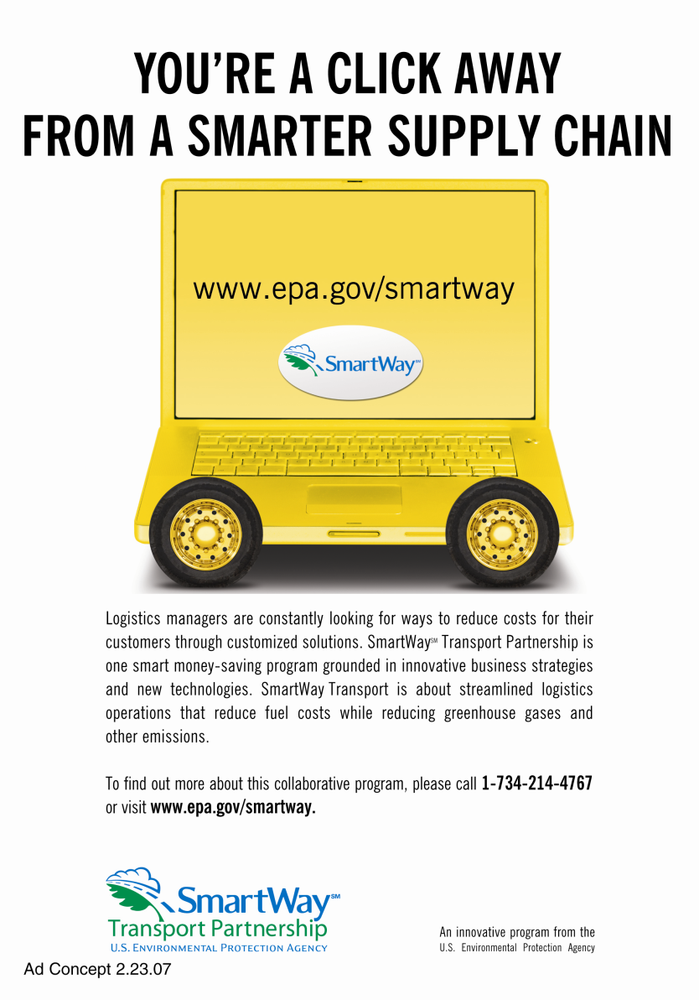 YOU’RE A CLICK AWAY
FROM A SMARTER SUPPLY CHAIN
www.epa.gov/smartway
SmartWay℠
Logistics managers are constantly looking for ways to reduce costs for their
customers through customized solutions. SmartWay℠ Transport Partnership is
one smart money-saving program grounded in innovative business strategies
and new technologies. SmartWay Transport is about streamlined logistics
operations that reduce fuel costs while reducing greenhouse gases and
other emissions.
To find out more about this collaborative program, please call 1-734-214-4767
or visit www.epa.gov/smartway.
SmartWay℠
Transport Partnership
U.S. Environmental Protection Agency
An innovative program from the
U.S. Environmental Protection Agency
Ad Concept 2.23.07